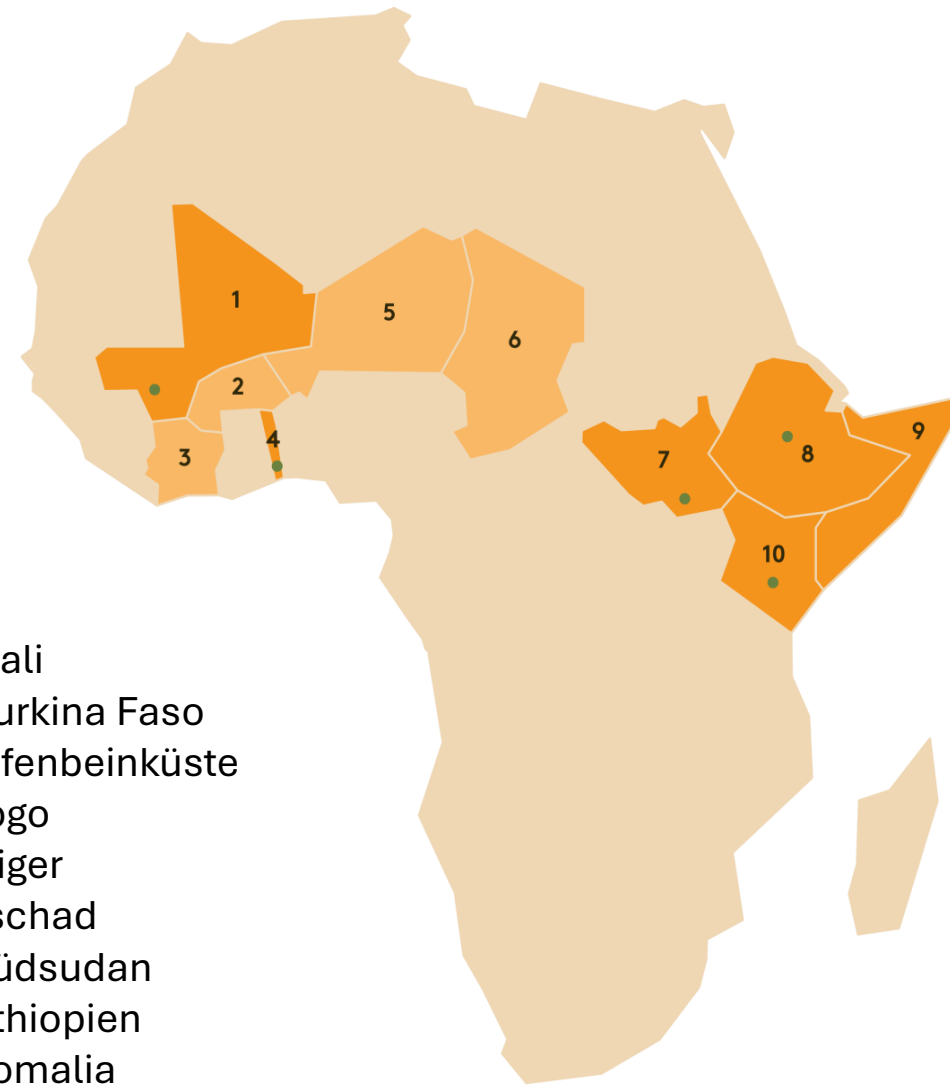 1
5
6
2
4
9
3
7
8
10
ali
urkina Faso
fenbeinküste
ogo
iger
schad
üdsudan
thiopien
omalia